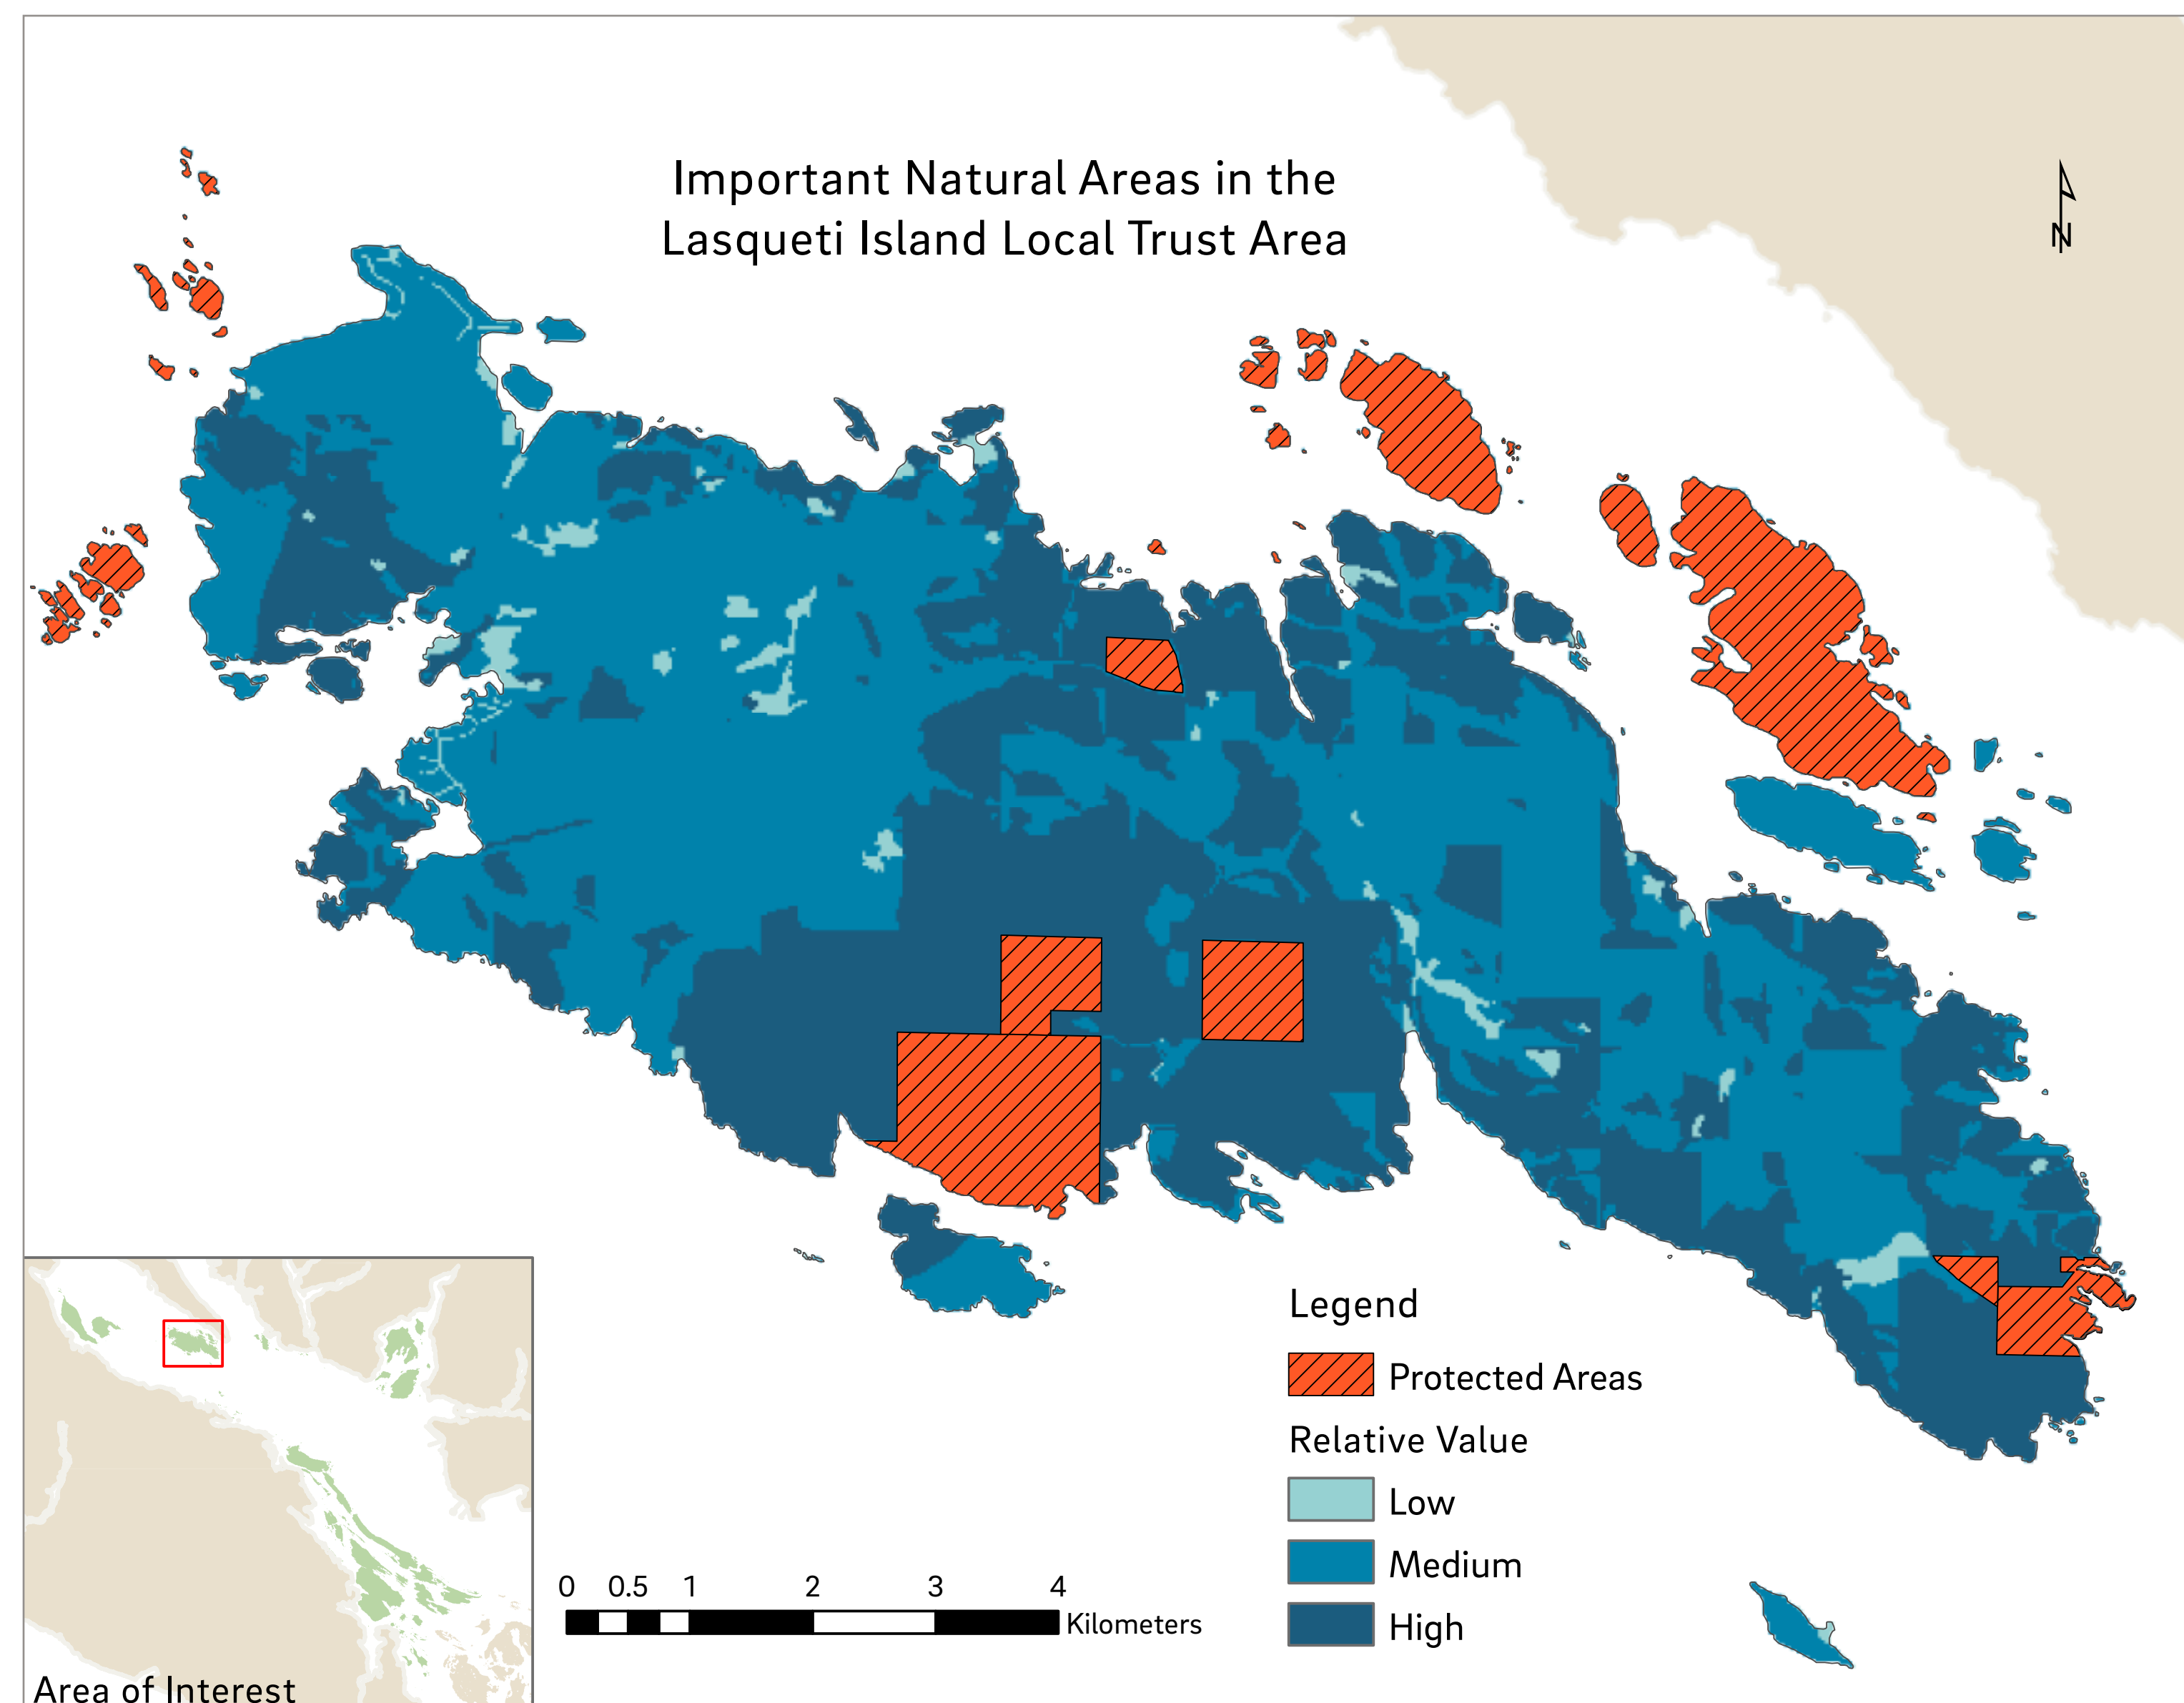 Important Natural Areas in the
Lasqueti Island Local Trust Area
N
Legend
Protected Areas
Relative Value
Low
Medium
High
0 0.5 1 2 3 4
Kilometers
Area of Interest